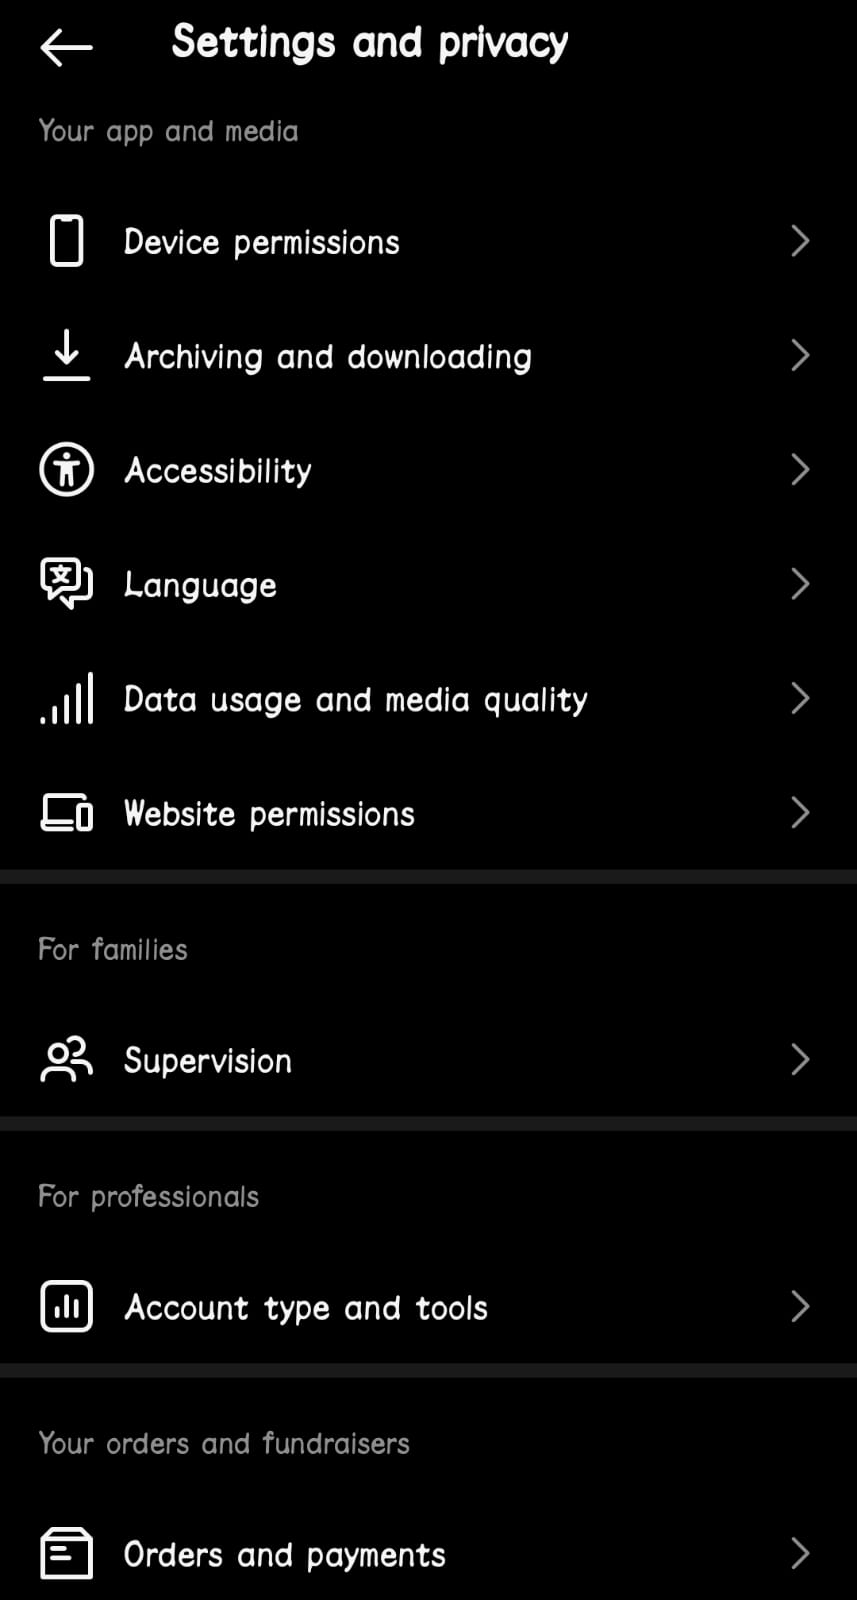 Settings and privacy
Your app and media
Device permissions
Archiving and downloading
Accessibility
Language
Data usage and media quality
Website permissions
For families
Supervision
For professionals
Account type and tools
Your orders and fundraisers
Orders and payments